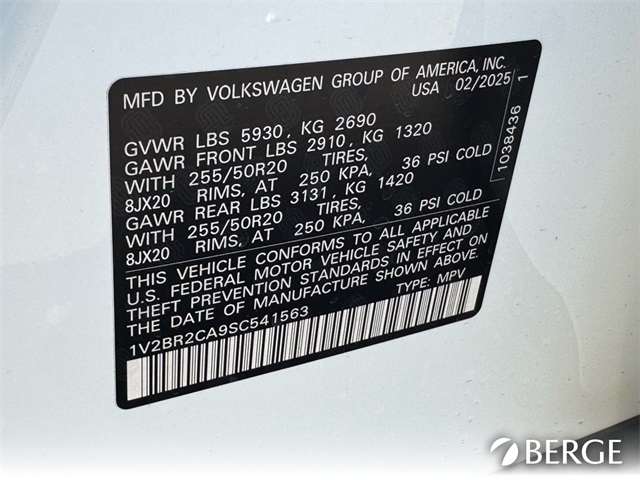 MFD BY VOLKSWAGEN GROUP OF AMERICA, INC.
USA 02/2025
GVWR LBS 5930, KG 2690
GAWR FRONT LBS 2910, KG 1320
WITH 255/50R20 TIRES,
8JX20 RIMS, AT 250 KPA, 36 PSI COLD
GAWR REAR LBS 3131, KG 1420
WITH 255/50R20 TIRES,
8JX20 RIMS, AT 250 KPA, 36 PSI COLD
THIS VEHICLE CONFORMS TO ALL APPLICABLE
U.S. FEDERAL MOTOR VEHICLE SAFETY AND
THEFT PREVENTION STANDARDS IN EFFECT ON
THE DATE OF MANUFACTURE SHOWN ABOVE.
1V2BR2CA9SC541563 TYPE: MPV
1038436 1
BERGE